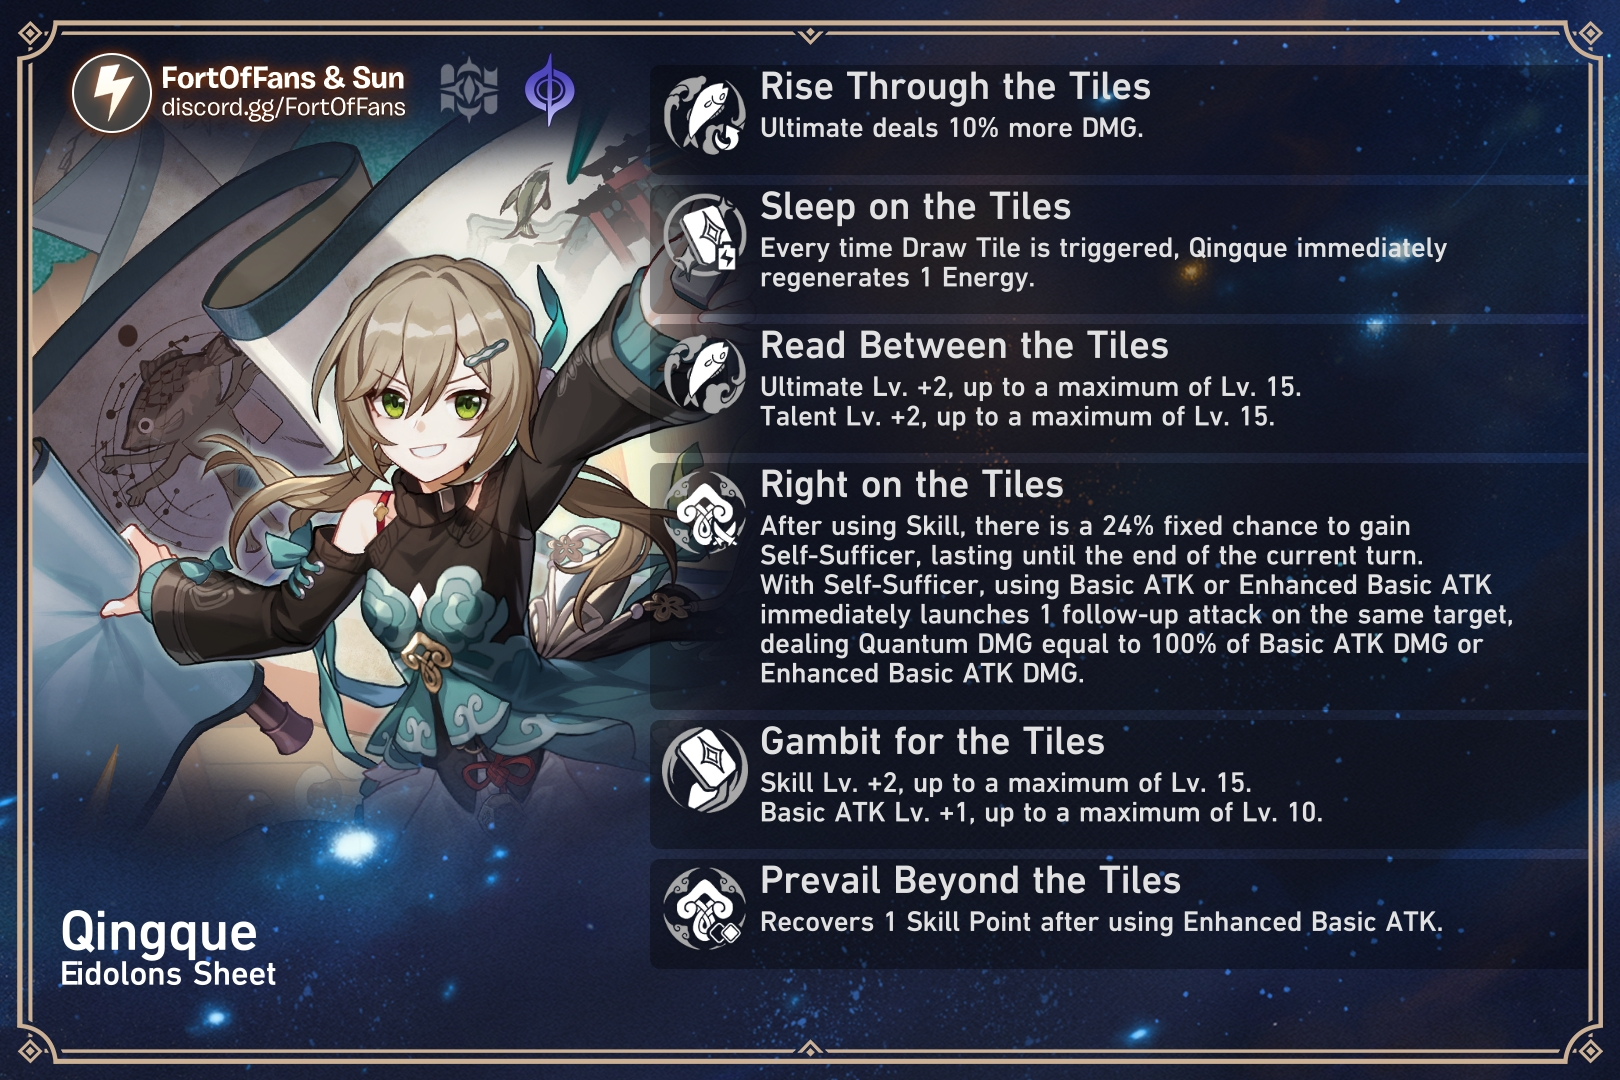 FortOfFans & Sun
discord.gg/FortOfFans
Rise Through the Tiles
Ultimate deals 10% more DMG.
Sleep on the Tiles
Every time Draw Tile is triggered, Qingque immediately
regenerates 1 Energy.
Read Between the Tiles
Ultimate Lv. +2, up to a maximum of Lv. 15.
Talent Lv. +2, up to a maximum of Lv. 15.
Right on the Tiles
After using Skill, there is a 24% fixed chance to gain
Self-Sufficer, lasting until the end of the current turn.
With Self-Sufficer, using Basic ATK or Enhanced Basic ATK
immediately launches 1 follow-up attack on the same target,
dealing Quantum DMG equal to 100% of Basic ATK DMG or
Enhanced Basic ATK DMG.
Gambit for the Tiles
Skill Lv. +2, up to a maximum of Lv. 15.
Basic ATK Lv. +1, up to a maximum of Lv. 10.
Prevail Beyond the Tiles
Recovers 1 Skill Point after using Enhanced Basic ATK.
Qingque
Eidolons Sheet